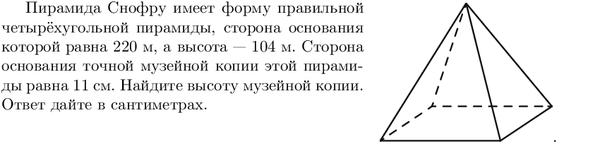 Пирамида Снофру имеет форму правильной
четырёхугольной пирамиды, сторона основания
которой равна 220 м, а высота — 104 м. Сторона
основания точной музейной копии этой пирами-
ды равна 11 см. Найдите высоту музейной копии.
Ответ дайте в сантиметрах.